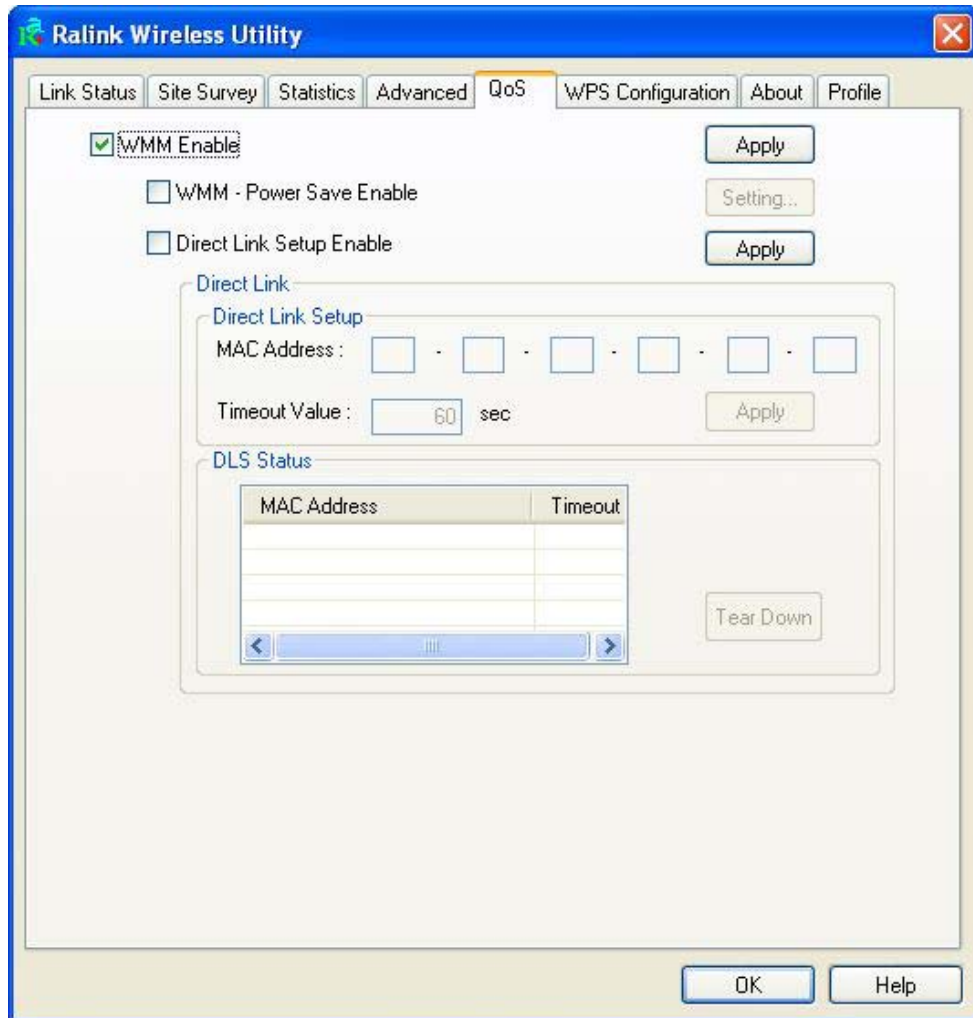 Ralink Wireless Utility
Link Status Site Survey Statistics Advanced QoS WPS Configuration About Profile
WMM Enable Apply
WMM - Power Save Enable Setting...
Direct Link Setup Enable Apply
Direct Link
Direct Link Setup
MAC Address : - - - - -
Timeout Value : 60 sec Apply
DLS Status
MAC Address Timeout
Tear Down
OK Help